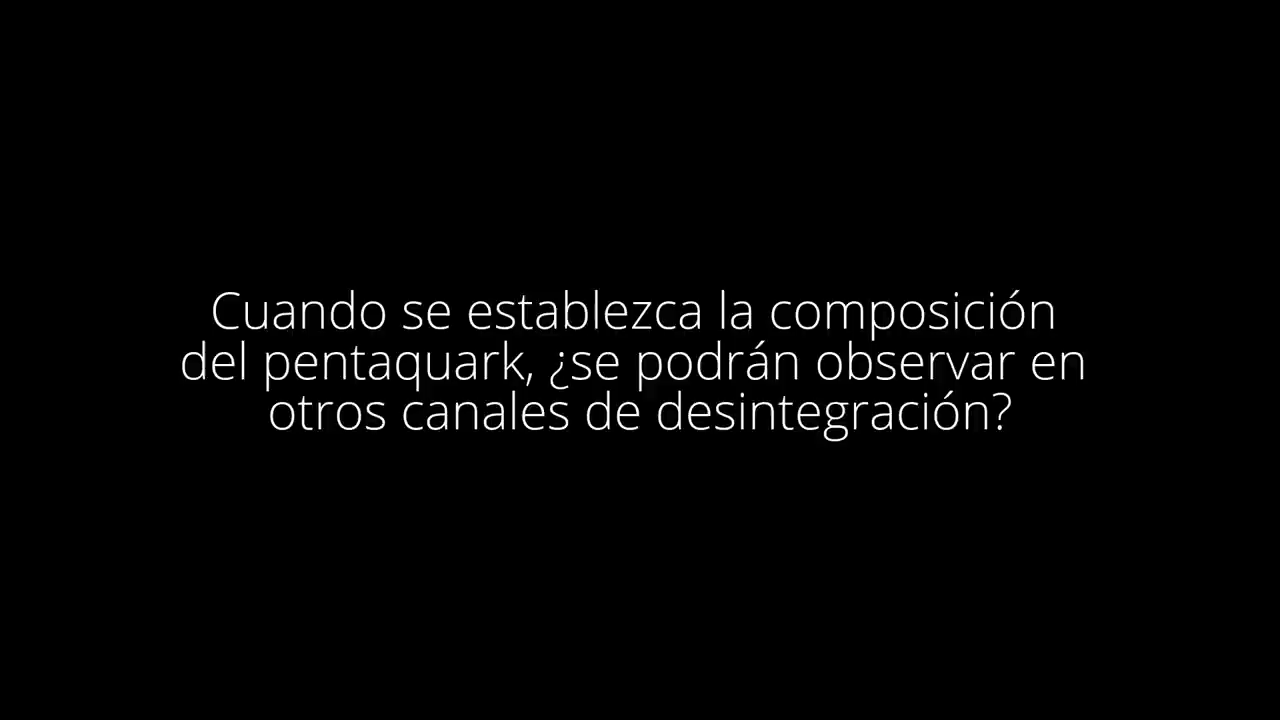 Cuando se establezca la composición
del pentaquark, ¿se podrán observar en
otros canales de desintegración?